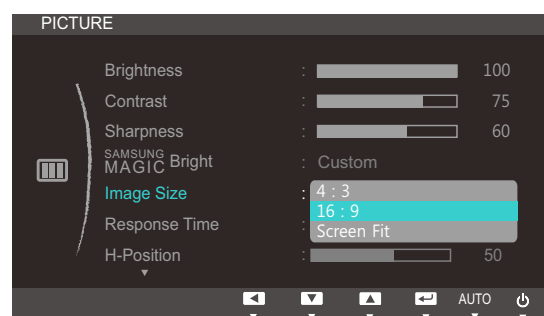 PICTURE
Brightness : 100
Contrast : 75
Sharpness : 60
SAMSUNG
MAGIC Bright : Custom
Image Size : 4 : 3
16 : 9
Response Time : Screen Fit
H-Position : 50
AUTO